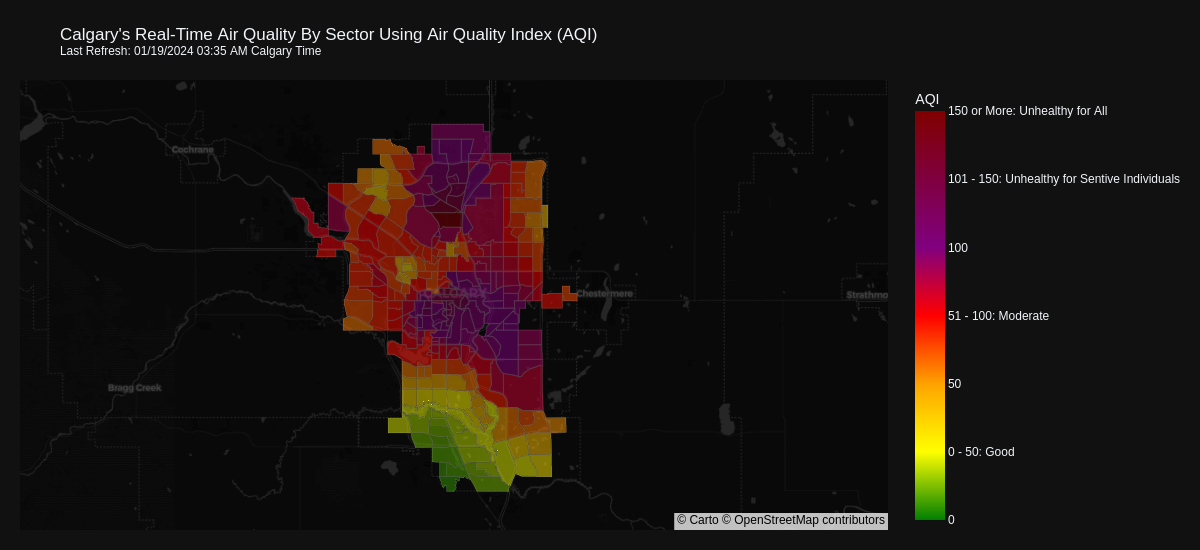 Calgary's Real-Time Air Quality By Sector Using Air Quality Index (AQI)
Last Refresh: 01/19/2024 03:35 AM Calgary Time
AQI
150 or More: Unhealthy for All
Cochrane
101 - 150: Unhealthy for Sentive Individuals
100
CALGARY
Chestermere
Strathmo
51 - 100: Moderate
Bragg Creek
50
0 - 50: Good
0
© Carto © OpenStreetMap contributors